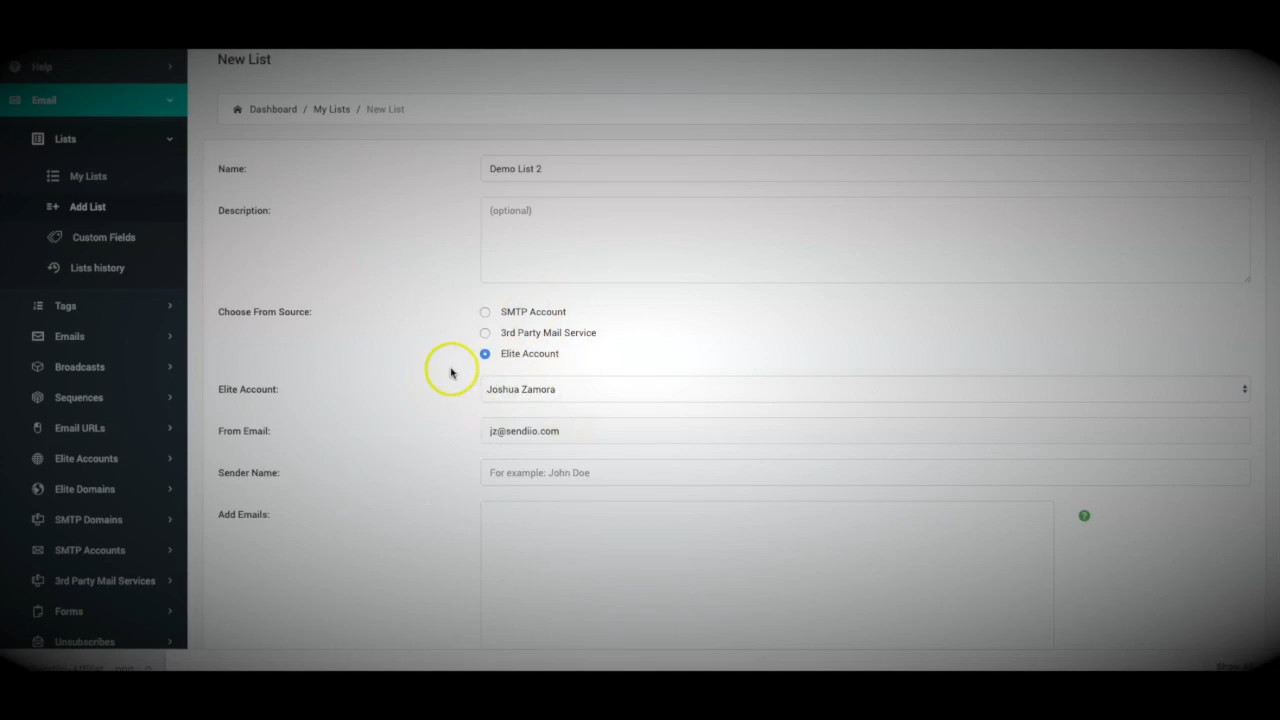 New List
Help
Email
Dashboard / My Lists / New List
Lists
My Lists
Add List
Custom Fields
Lists history
Tags
Emails
Broadcasts
Sequences
Email URLs
Elite Accounts
Elite Domains
SMTP Domains
SMTP Accounts
3rd Party Mail Services
Forms
Unsubscribes
Name:
Demo List 2
Description:
(optional)
Choose From Source:
SMTP Account
3rd Party Mail Service
Elite Account
Elite Account:
Joshua Zamora
From Email:
jz@sendiio.com
Sender Name:
For example: John Doe
Add Emails:
?